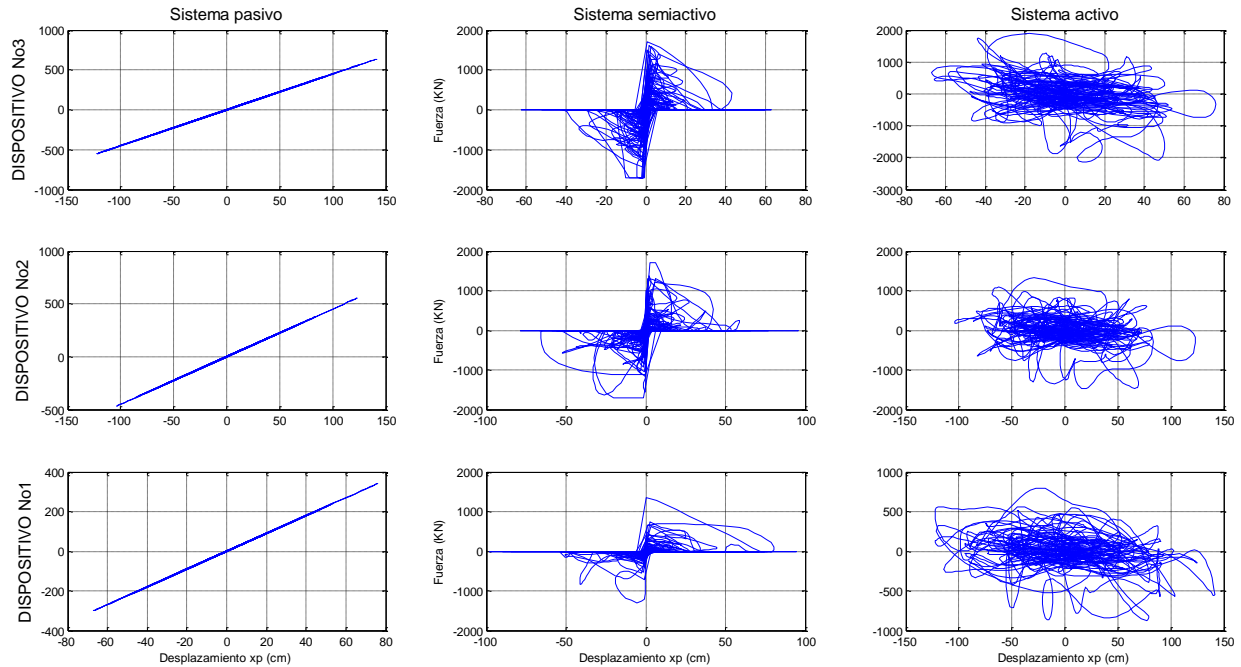 Sistema pasivo
Sistema semiactivo
Sistema activo
DISPOSITIVO No3
1000
500
0
-500
-1000
-150 -100 -50 0 50 100 150
Fuerza (KN)
2000
1000
0
-1000
-2000
-80 -60 -40 -20 0 20 40 60 80
2000
1000
0
-1000
-2000
-3000
-80 -60 -40 -20 0 20 40 60 80
DISPOSITIVO No2
1000
500
0
-500
-150 -100 -50 0 50 100 150
Fuerza (KN)
2000
1000
0
-1000
-2000
-100 -50 0 50 100
2000
1000
0
-1000
-2000
-150 -100 -50 0 50 100 150
DISPOSITIVO No1
400
200
0
-200
-400
-80 -60 -40 -20 0 20 40 60 80
Desplazamiento xp (cm)
Fuerza (KN)
2000
1000
0
-1000
-2000
-100 -50 0 50 100
Desplazamiento xp (cm)
1000
500
0
-500
-1000
-150 -100 -50 0 50 100 150
Desplazamiento xp (cm)